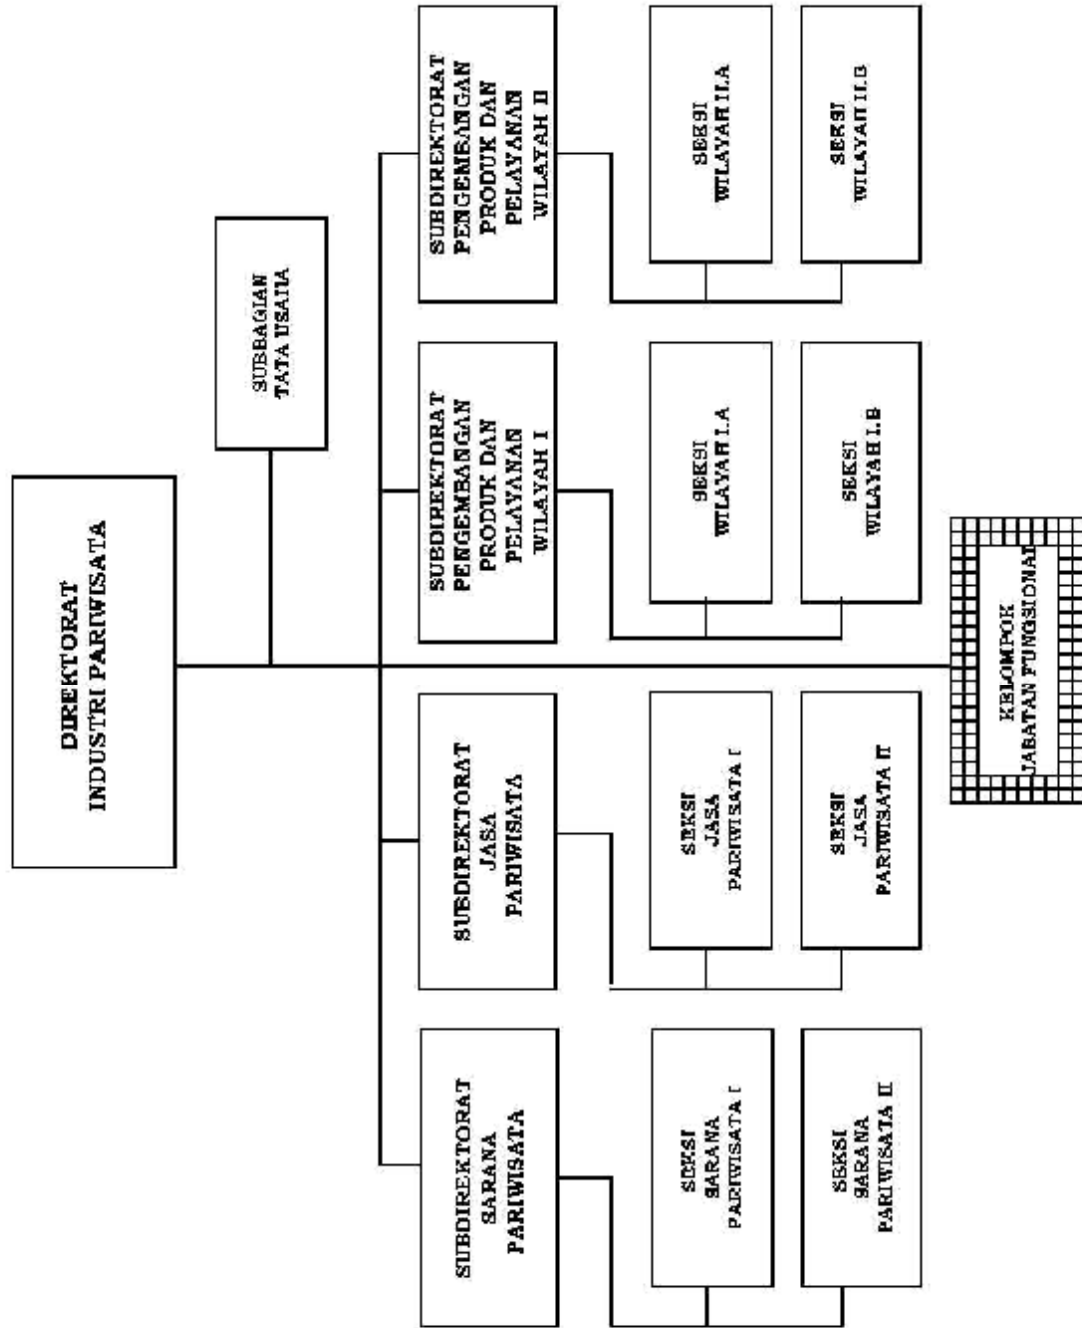 DIREKTORAT
INDUSTRI PARIWISATA
SUBBAGIAN
TATA USAHA
SUBDIREKTORAT
SARANA
PARIWISATA
SUBDIREKTORAT
JASA
PARIWISATA
SUBDIREKTORAT
PENGEMBANGAN
PRODUK DAN
PELAYANAN
WILAYAH I
SUBDIREKTORAT
PENGEMBANGAN
PRODUK DAN
PELAYANAN
WILAYAH II
SEKSI
SARANA
PARIWISATA I
SEKSI
JASA
PARIWISATA I
SEKSI
WILAYAH I.A
SEKSI
WILAYAH II.A
SEKSI
SARANA
PARIWISATA II
SEKSI
JASA
PARIWISATA II
SEKSI
WILAYAH I.B
SEKSI
WILAYAH II.B
KELOMPOK
JABATAN FUNGSIONAL